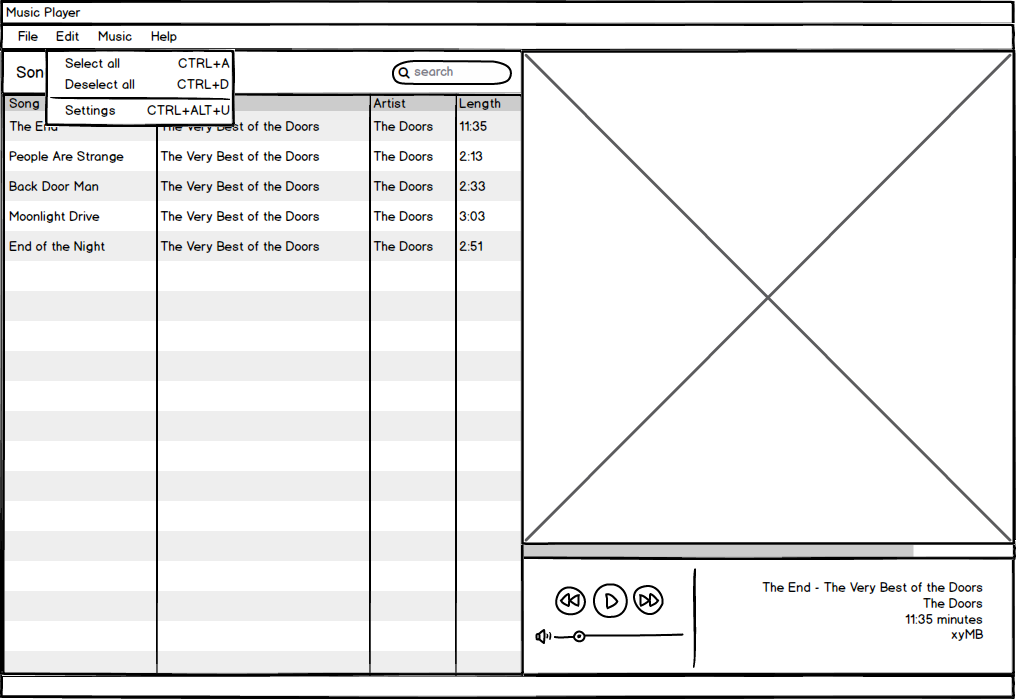 Music Player
File Edit Music Help
Select all CTRL+A
Deselect all CTRL+D
Settings CTRL+ALT+U
Son
search
Song Artist Length
The End The Very Best of the Doors The Doors 11:35
People Are Strange The Very Best of the Doors The Doors 2:13
Back Door Man The Very Best of the Doors The Doors 2:33
Moonlight Drive The Very Best of the Doors The Doors 3:03
End of the Night The Very Best of the Doors The Doors 2:51
The End - The Very Best of the Doors
The Doors
11:35 minutes
xyMB